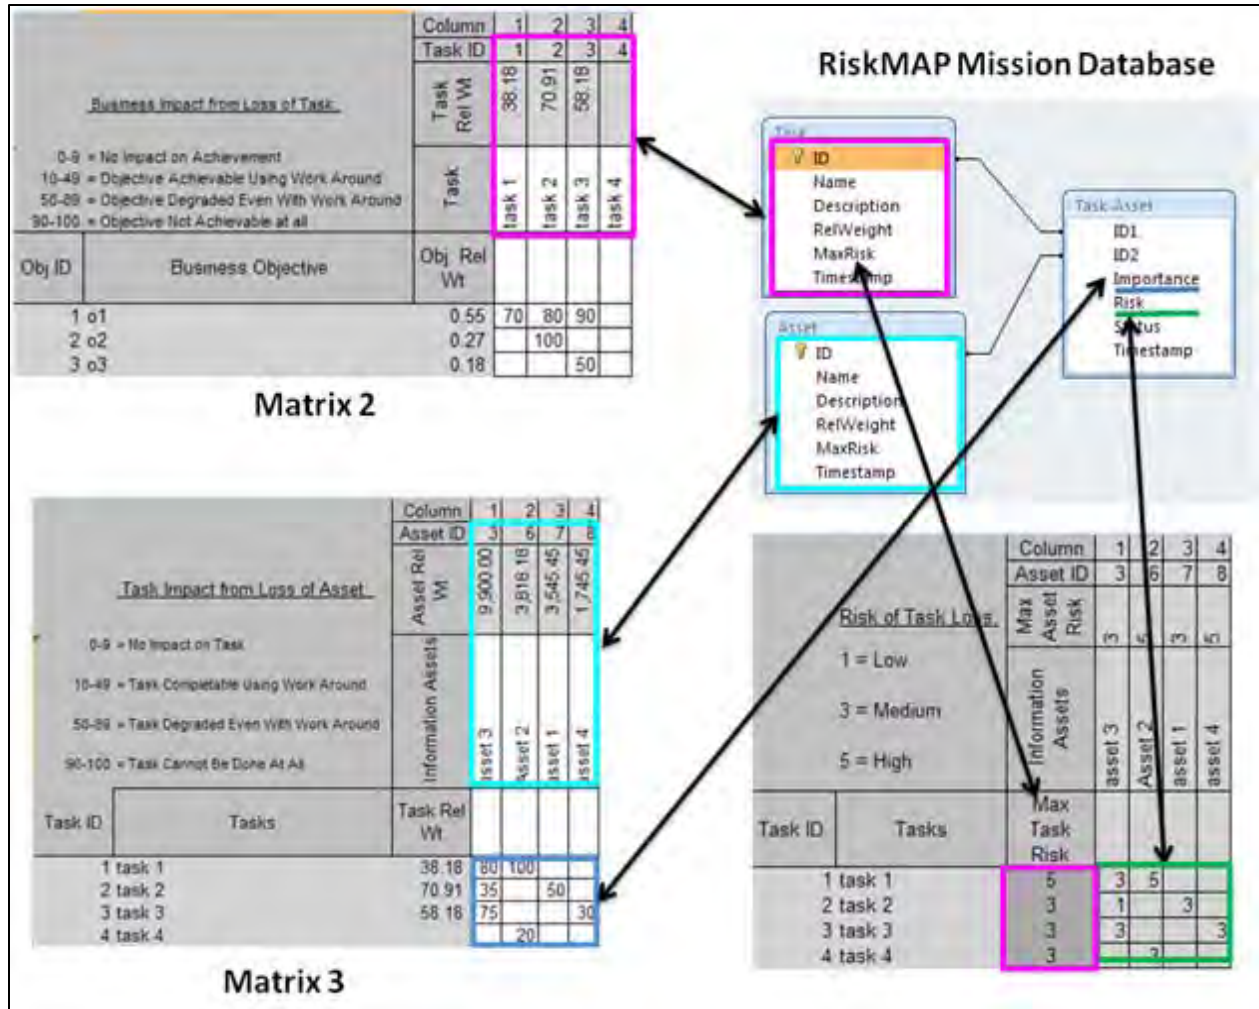 RiskMAP Mission Database
Column 1 2 3 4
Task ID 1 2 3 4
Task Rel Wt 38.18 70.91 58.18
Business Impact from Loss of Task
0-9 = No Impact on Achievement
10-49 = Objective Achievable Using Work Around
50-89 = Objective Degraded Even With Work Around
90-100 = Objective Not Achievable at all
Task task 1 task 2 task 3 task 4
Obj ID Business Objective Obj Rel Wt
1 o1 0.55 70 80 90
2 o2 0.27 100
3 o3 0.18 50
Matrix 2
Task
ID
Name
Description
RelWeight
MaxRisk
Timestamp
Task-Asset
ID1
ID2
Importance
Risk
Status
Timestamp
Asset
ID
Name
Description
RelWeight
MaxRisk
Timestamp
Column 1 2 3 4
Asset ID 3 6 7 8
Asset Rel Wt 9,900.00 3,818.18 3,545.45 1,745.45
Task Impact from Loss of Asset
0-9 = No Impact on Task
10-49 = Task Completable Using Work Around
50-89 = Task Degraded Even With Work Around
90-100 = Task Cannot Be Done At All
Information Assets asset 3 Asset 2 asset 1 asset 4
Task ID Tasks Task Rel Wt
1 task 1 38.18 80 100
2 task 2 70.91 35 50
3 task 3 58.18 75 30
4 task 4 20
Matrix 3
Column 1 2 3 4
Asset ID 3 6 7 8
Max Asset Risk 3 5 3 5
Risk of Task Loss
1 = Low
3 = Medium
5 = High
Information Assets asset 3 Asset 2 asset 1 asset 4
Task ID Tasks Max Task Risk
1 task 1 5 3 5
2 task 2 3 1 3
3 task 3 3 3 3
4 task 4 3